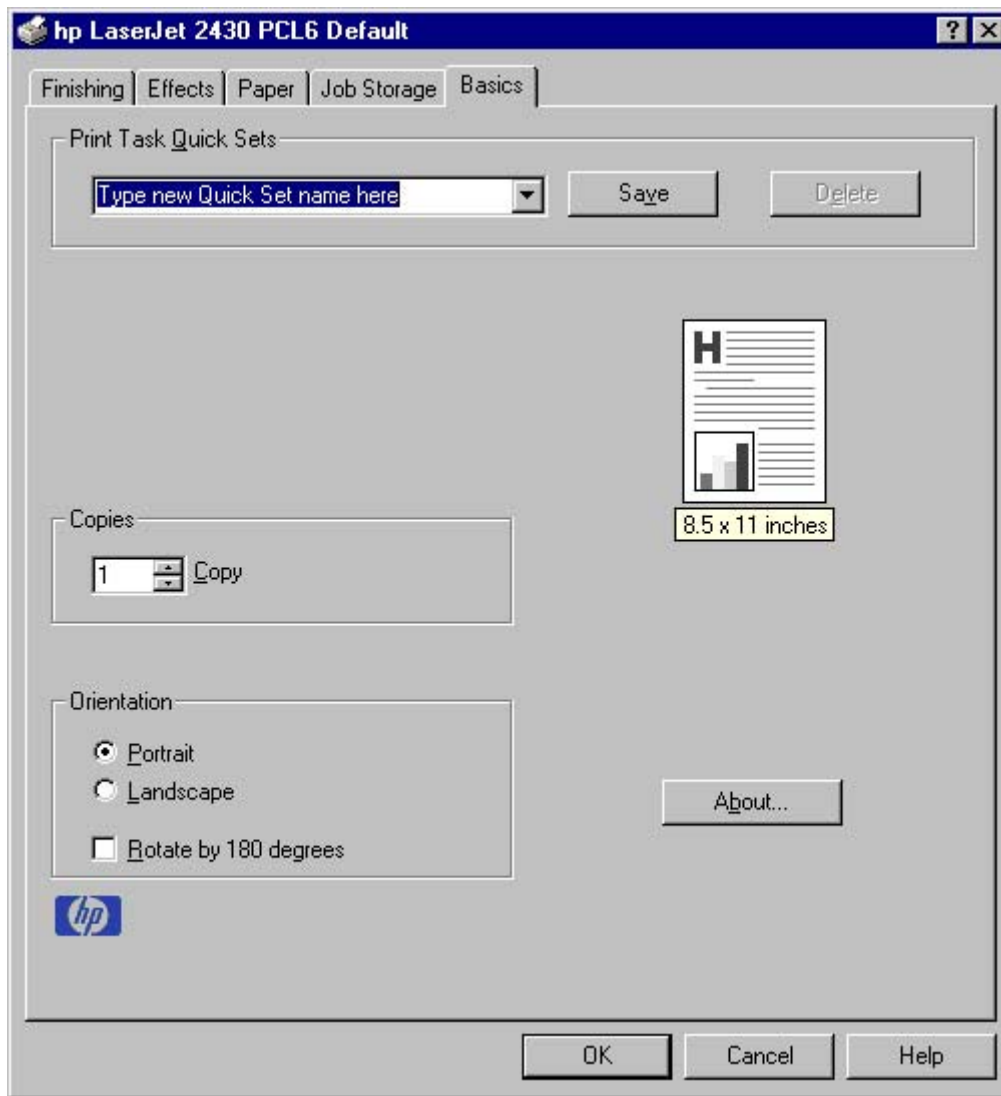 hp LaserJet 2430 PCL6 Default
Finishing Effects Paper Job Storage Basics
Print Task Quick Sets
Type new Quick Set name here Save Delete
H
8.5 x 11 inches
Copies
1 Copy
Orientation
Portrait
Landscape
About...
Rotate by 180 degrees
hp
OK Cancel Help